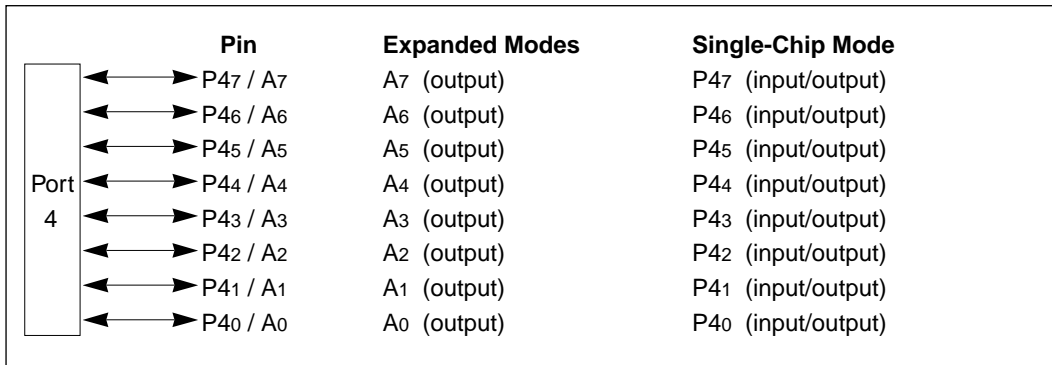 Pin Expanded Modes Single-Chip Mode
P47 / A7 A7 (output) P47 (input/output)
P46 / A6 A6 (output) P46 (input/output)
P45 / A5 A5 (output) P45 (input/output)
Port P44 / A4 A4 (output) P44 (input/output)
4 P43 / A3 A3 (output) P43 (input/output)
P42 / A2 A2 (output) P42 (input/output)
P41 / A1 A1 (output) P41 (input/output)
P40 / A0 A0 (output) P40 (input/output)